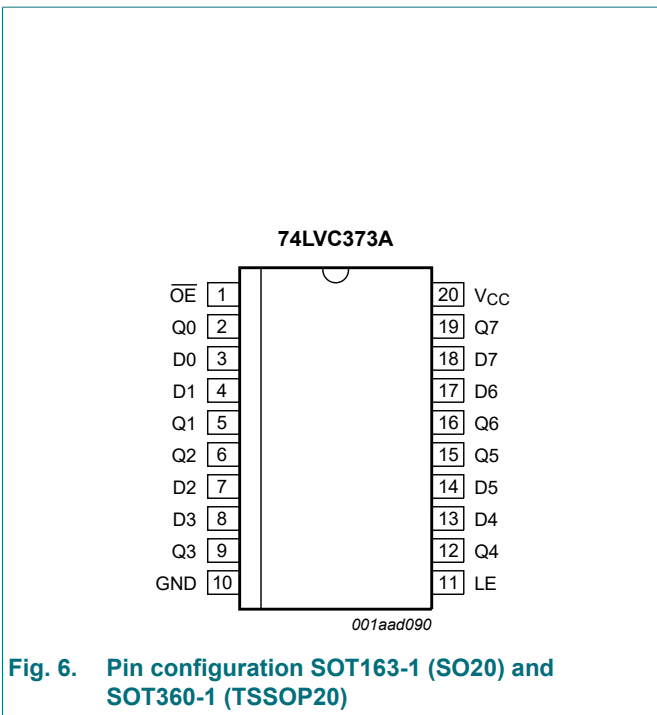 74LVC373A
OE 1 20 VCC
Q0 2 19 Q7
D0 3 18 D7
D1 4 17 D6
Q1 5 16 Q6
Q2 6 15 Q5
D2 7 14 D5
D3 8 13 D4
Q3 9 12 Q4
GND 10 11 LE
001aad090
Fig. 6. Pin configuration SOT163-1 (SO20) and
SOT360-1 (TSSOP20)